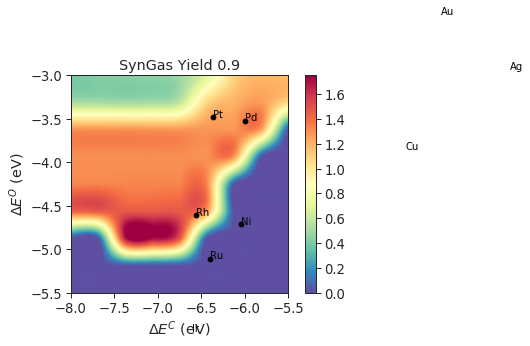 Au
SynGas Yield 0.9
Ag
−3.0
−3.5
−4.0
−4.5
−5.0
−5.5
ΔE^O (eV)
Pt
Pd
Cu
Rh
Ni
Ru
1.6
1.4
1.2
1.0
0.8
0.6
0.4
0.2
0.0
−8.0 −7.5 −7.0 −6.5 −6.0 −5.5
ΔE^C (eV)
Ir